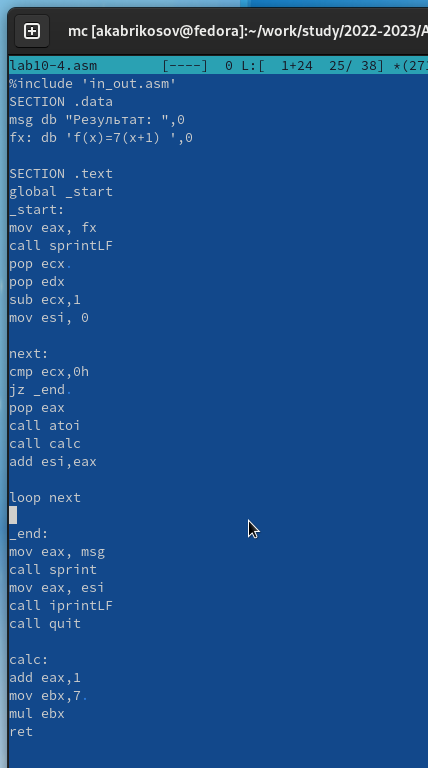 mc [akabrikosov@fedora]:~/work/study/2022-2023/
lab10-4.asm [----] 0 L:[ 1+24 25/ 38] *(27
%include 'in_out.asm'
SECTION .data
msg db "Результат: ",0
fx: db 'f(x)=7(x+1) ',0
SECTION .text
global _start
_start:
mov eax, fx
call sprintLF
pop ecx.
pop edx
sub ecx,1
mov esi, 0
next:
cmp ecx,0h
jz _end.
pop eax
call atoi
call calc
add esi,eax
loop next
_end:
mov eax, msg
call sprint
mov eax, esi
call iprintLF
call quit
calc:
add eax,1
mov ebx,7.
mul ebx
ret